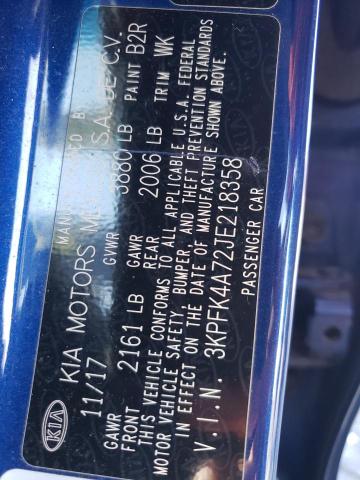 KIA
MANUFACTURED BY
KIA MOTORS S.A. DE C.V.
11/17 GVWR LB PAINT B2R
GAWR FRONT 2161 LB GAWR REAR 2006 LB TRIM WK
THIS VEHICLE CONFORMS TO ALL APPLICABLE U.S.A. FEDERAL
MOTOR VEHICLE SAFETY, BUMPER, AND THEFT PREVENTION STANDARDS
IN EFFECT ON THE DATE OF MANUFACTURE SHOWN ABOVE.
V.I.N. 3KPFK4A72JE218358
PASSENGER CAR